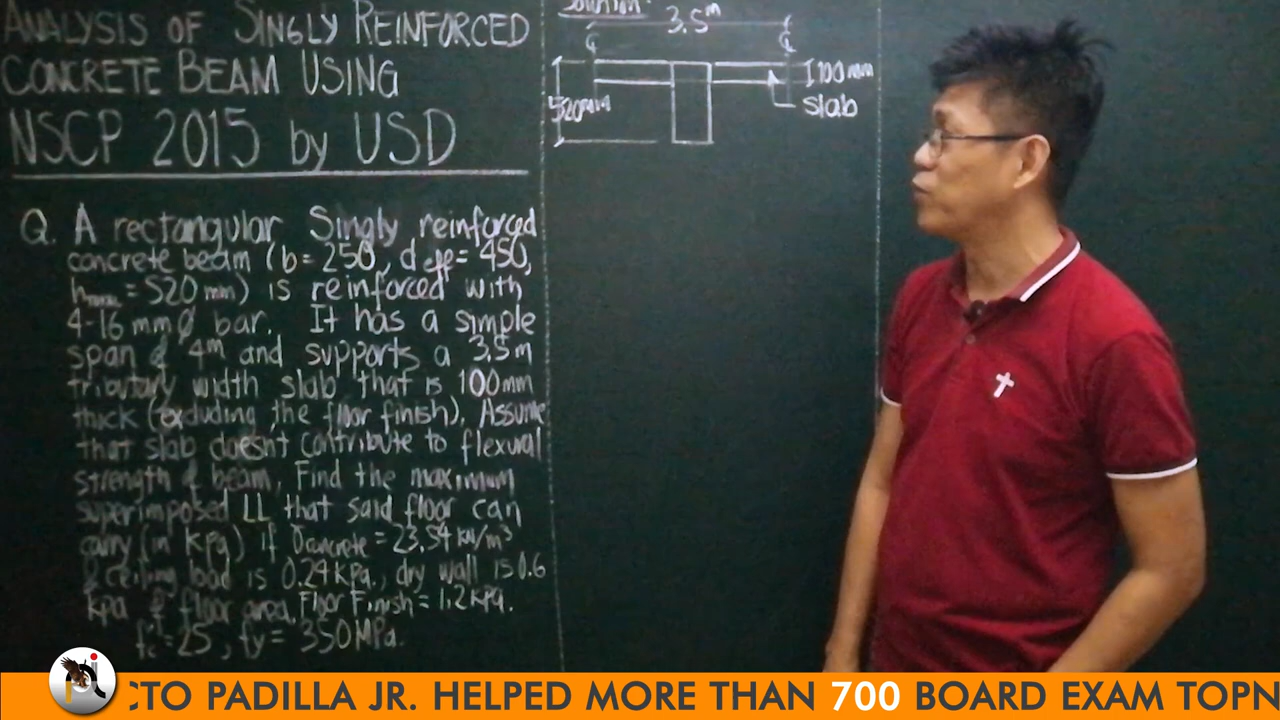 ANALYSIS OF SINGLY REINFORCED
CONCRETE BEAM USING
NSCP 2015 by USD
Q. A rectangular Singly reinforced
concrete beam (b = 250, d eff = 450,
= 520 mm) is reinforced with
4-16 mm ϕ bar. It has a simple
span of 4m and supports a 3.5m
tributary width slab that is 100mm
thick (excluding the floor finish). Assume
that slab doesnt contribute to flexural
strength of beam, Find the maximum
superimposed LL that said floor can
carry (in kpa) if γconcrete = 23.54 kN/m³
& ceiling load is 0.24 kPa., dry wall is 0.6
kpa of floor area, Floor Finish = 1.2 kPa.
f'c = 25, fy = 350 MPa.
Solution:
3.5m
℄ ℄
100 mm
520mm
slab
CTO PADILLA JR. HELPED MORE THAN 700 BOARD EXAM TOPN